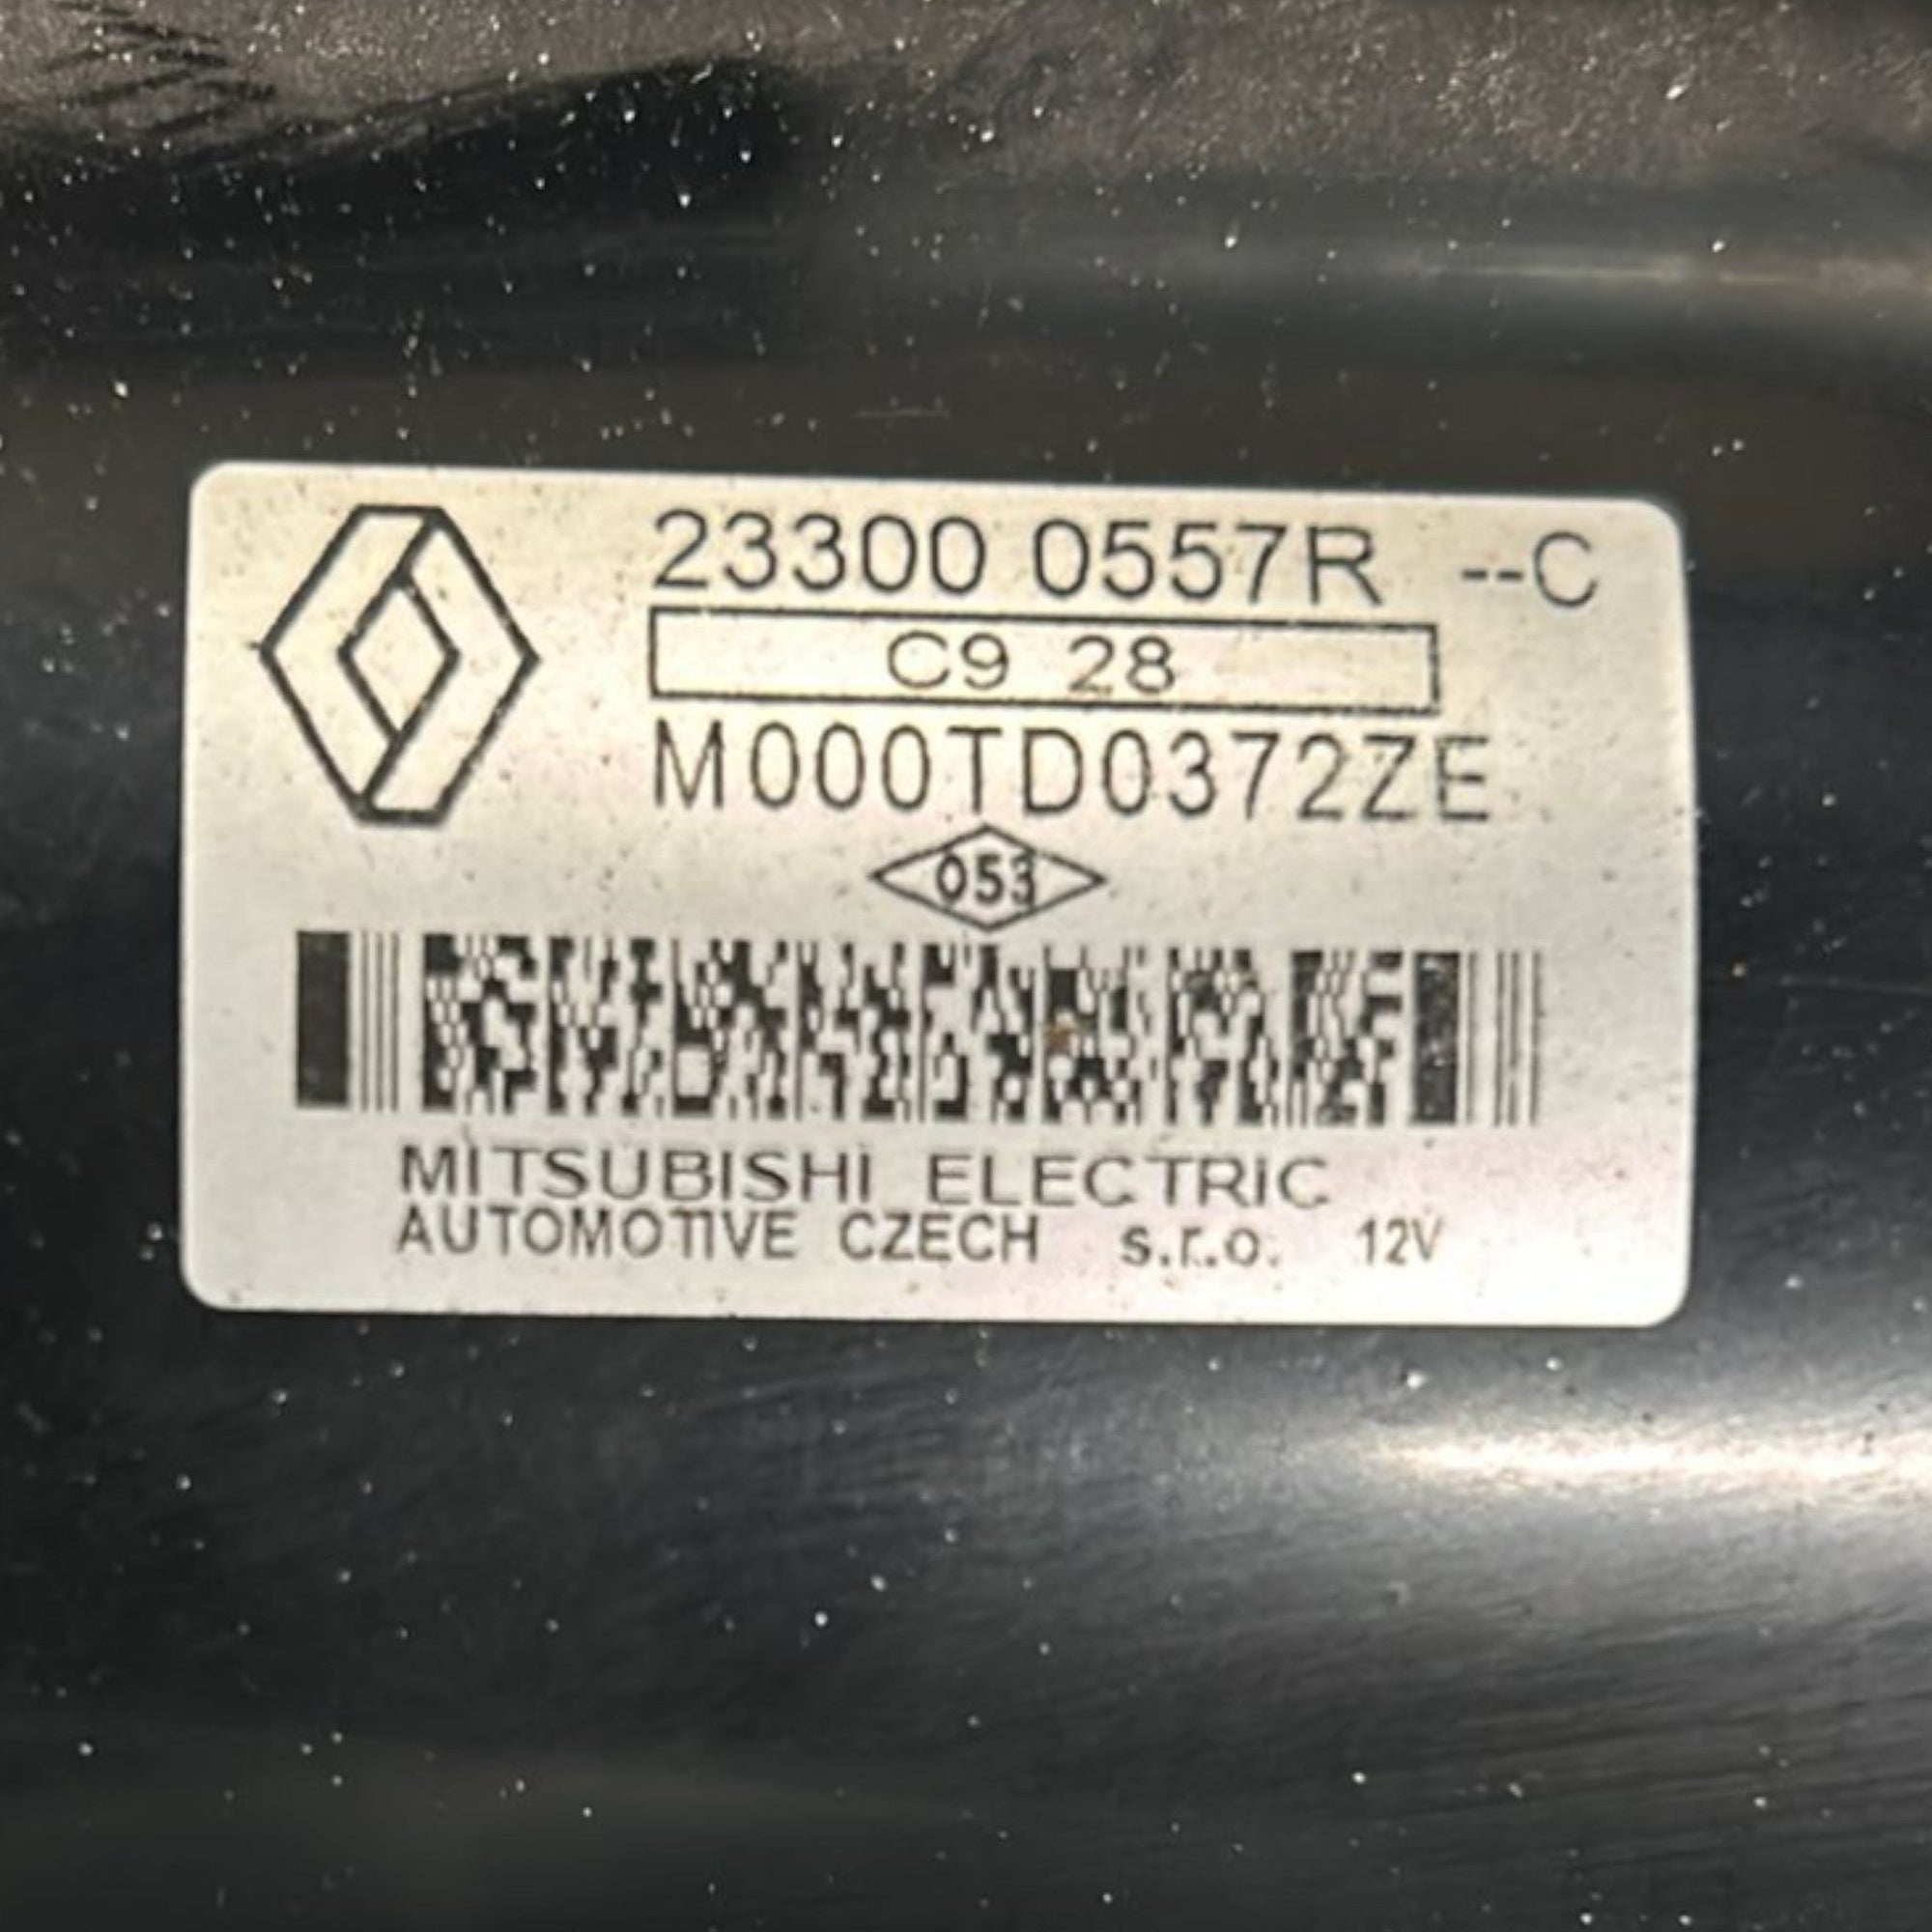 23300 0557R --C
C9 28
M000TD0372ZE
053
MITSUBISHI ELECTRIC
AUTOMOTIVE CZECH s.r.o. 12V